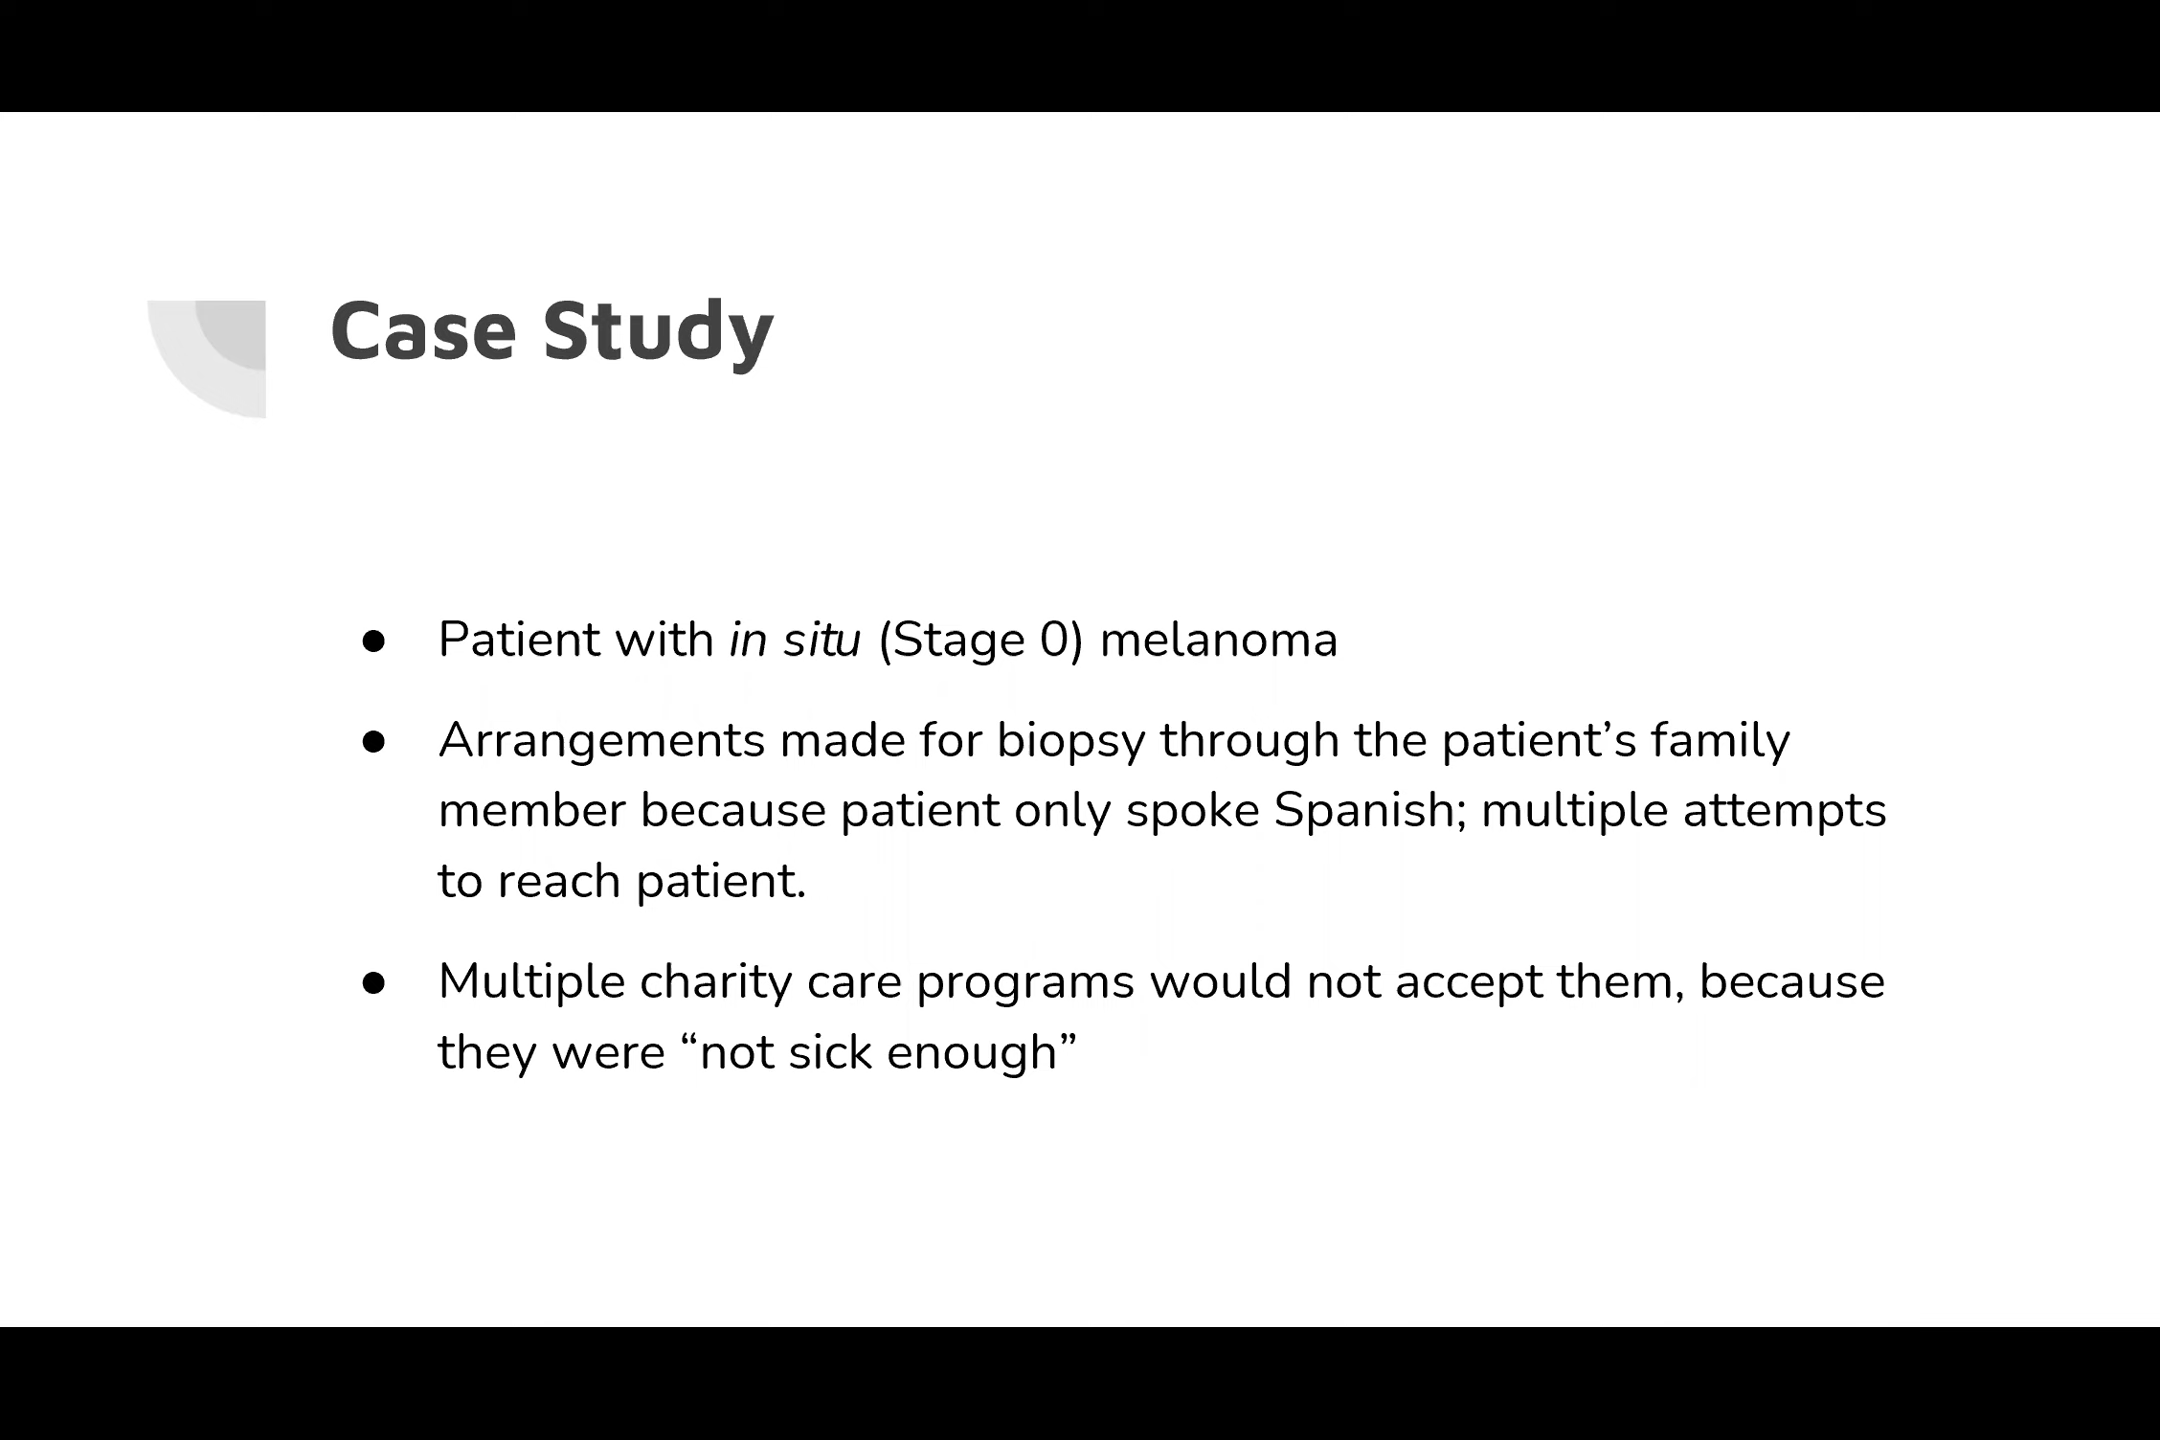 Case Study
● Patient with in situ (Stage 0) melanoma
● Arrangements made for biopsy through the patient’s family
member because patient only spoke Spanish; multiple attempts
to reach patient.
● Multiple charity care programs would not accept them, because
they were “not sick enough”